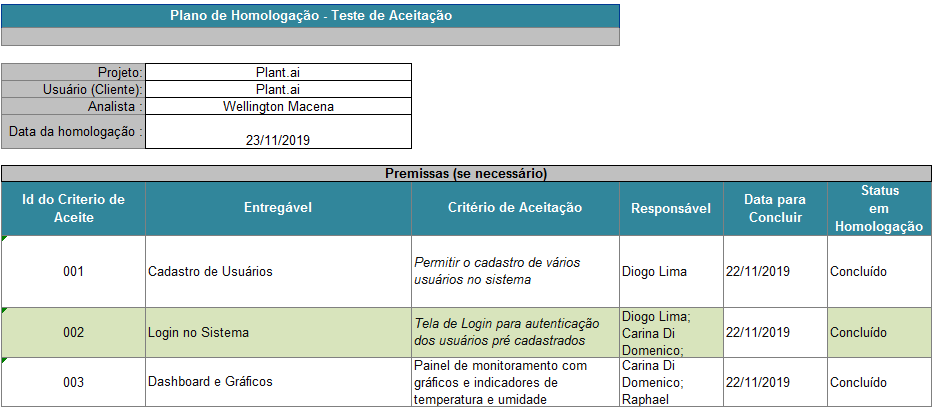 Plano de Homologação - Teste de Aceitação
Projeto: Plant.ai
Usuário (Cliente): Plant.ai
Analista : Wellington Macena
Data da homologação : 23/11/2019
Premissas (se necessário)
Id do Criterio de
Aceite
Entregável
Critério de Aceitação
Responsável
Data para
Concluir
Status
em
Homologação
001
Cadastro de Usuários
Permitir o cadastro de vários
usuários no sistema
Diogo Lima
22/11/2019
Concluído
002
Login no Sistema
Tela de Login para autenticação
dos usuários pré cadastrados
Diogo Lima;
Carina Di
Domenico;
22/11/2019
Concluído
003
Dashboard e Gráficos
Painel de monitoramento com
gráficos e indicadores de
temperatura e umidade
Carina Di
Domenico;
Raphael
22/11/2019
Concluído